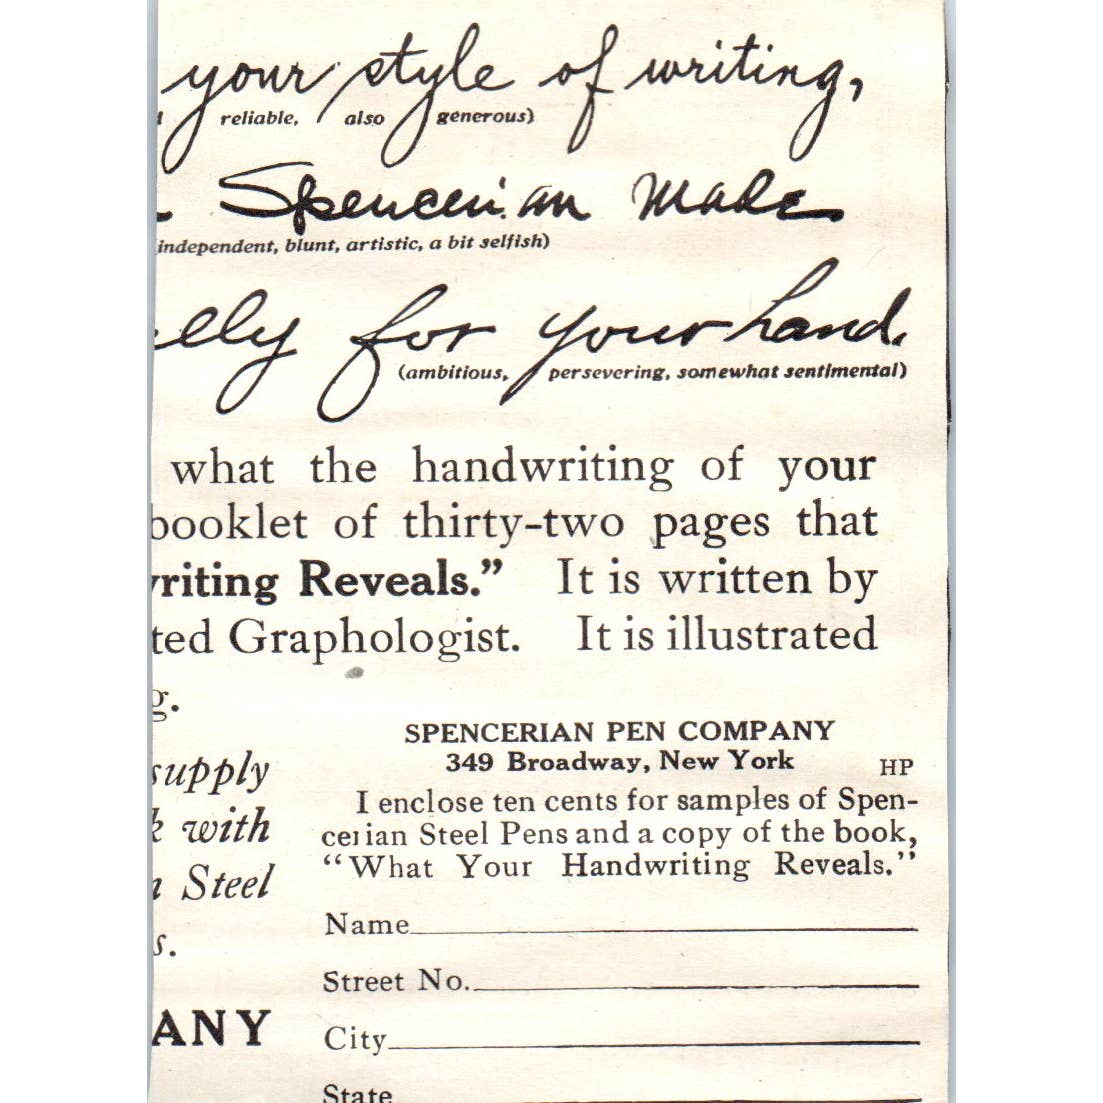 your style of writing,
reliable, also generous)
Spencerian Made
independent, blunt, artistic, a bit selfish)
for your hand.
(ambitious, persevering, somewhat sentimental)
what the handwriting of your
booklet of thirty-two pages that
riting Reveals." It is written by
ted Graphologist. It is illustrated
g.
supply
with
Steel
s.
ANY
SPENCERIAN PEN COMPANY
349 Broadway, New York HP
I enclose ten cents for samples of Spen-
cerian Steel Pens and a copy of the book,
"What Your Handwriting Reveals."
Name
Street No.
City
State